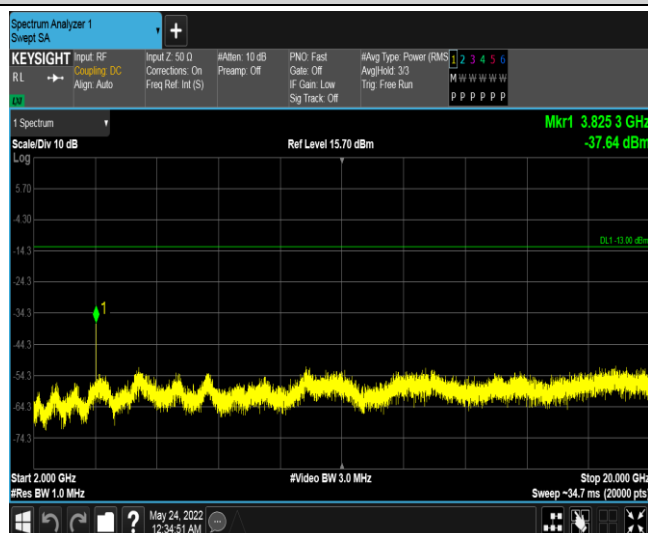 Spectrum Analyzer 1
Swept SA
KEYSIGHT
RL
Input: RF
Coupling: DC
Align: Auto
Input Z: 50 Ω
Corrections: On
Freq Ref: Int (S)
#Atten: 10 dB
Preamp: Off
PNO: Fast
Gate: Off
IF Gain: Low
Sig Track: Off
#Avg Type: Power (RMS
Avg|Hold: 3/3
Trig: Free Run
1 2 3 4 5 6
M W W W W W
P P P P P P
1 Spectrum
Mkr1 3.825 3 GHz
Scale/Div 10 dB
Ref Level 15.70 dBm
-37.64 dBm
Log
5.70
-4.30
DL1 -13.00 dBm
-14.3
-24.3
1
-34.3
-44.3
-54.3
-64.3
-74.3
Start 2.000 GHz
#Video BW 3.0 MHz
Stop 20.000 GHz
#Res BW 1.0 MHz
Sweep ~34.7 ms (20000 pts)
May 24, 2022
12:34:51 AM